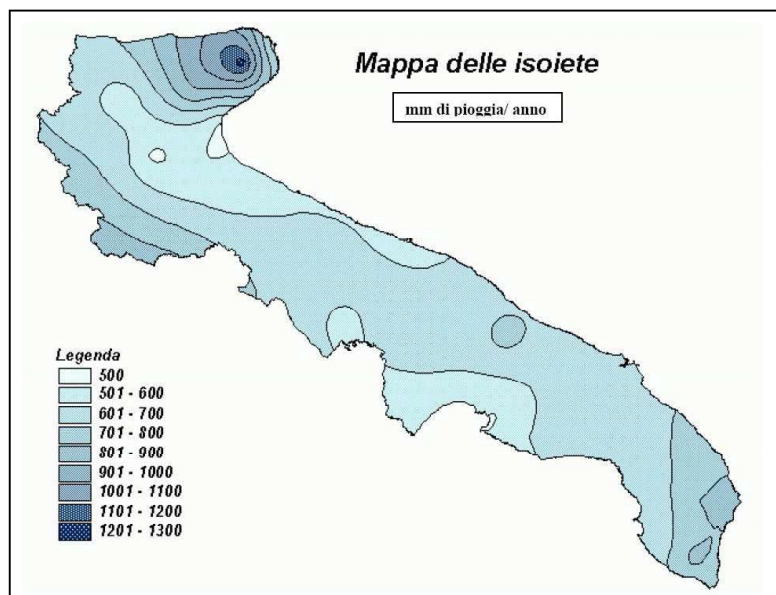 Mappa delle isoiete
mm di pioggia/ anno
Legenda
500
501 - 600
601 - 700
701 - 800
801 - 900
901 - 1000
1001 - 1100
1101 - 1200
1201 - 1300